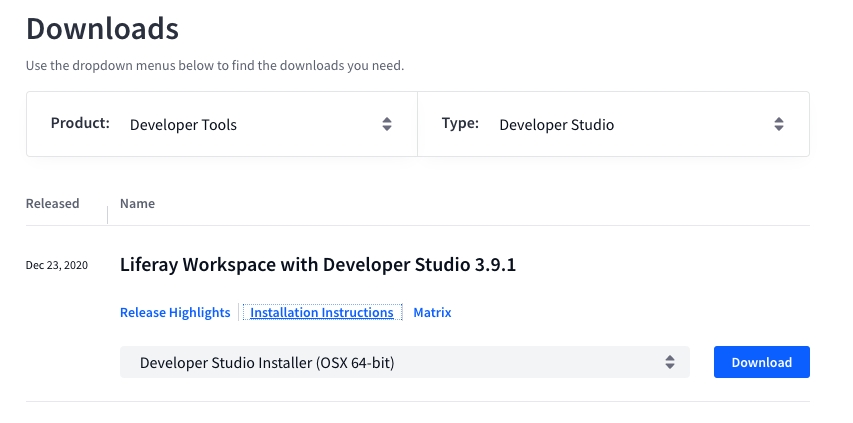 Downloads
Use the dropdown menus below to find the downloads you need.
Product: Developer Tools Type: Developer Studio
Released Name
Dec 23, 2020 Liferay Workspace with Developer Studio 3.9.1
Release Highlights Installation Instructions Matrix
Developer Studio Installer (OSX 64-bit) Download